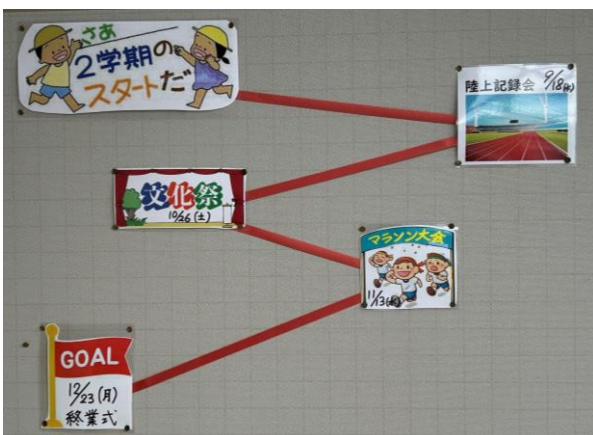 さあ
2学期の
スタートだ
陸上記録会 9/18(水)
文化祭
10/26(土)
マラソン大会
11/13(水)
GOAL
12/23(月)
終業式